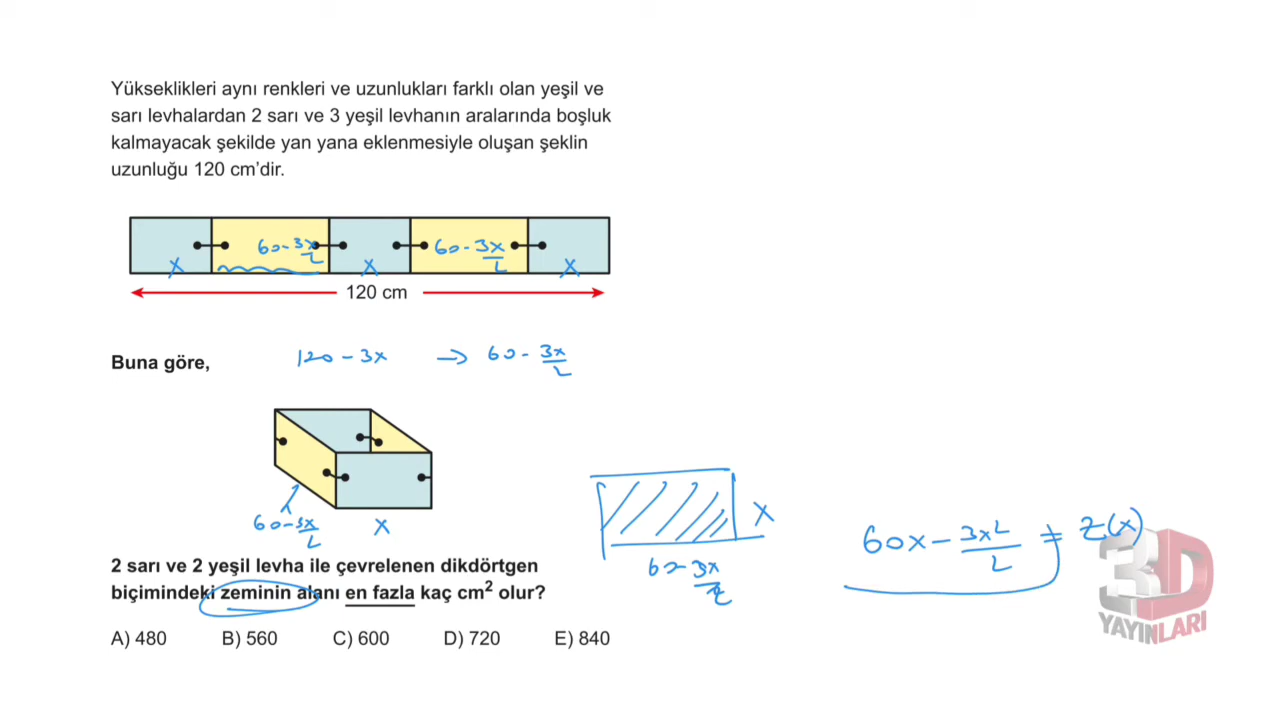 Yükseklikleri aynı renkleri ve uzunlukları farklı olan yeşil ve
sarı levhalardan 2 sarı ve 3 yeşil levhanın aralarında boşluk
kalmayacak şekilde yan yana eklenmesiyle oluşan şeklin
uzunluğu 120 cm'dir.
60-3x/2 60-3x/2
x x x
120 cm
Buna göre, 120-3x → 60-3x/2
60-3x/2 x
x
60-3x/2
60x-3x²/2 = z(x)
2 sarı ve 2 yeşil levha ile çevrelenen dikdörtgen
biçimindeki zeminin alanı en fazla kaç cm² olur?
A) 480 B) 560 C) 600 D) 720 E) 840
3D
YAYINLARI